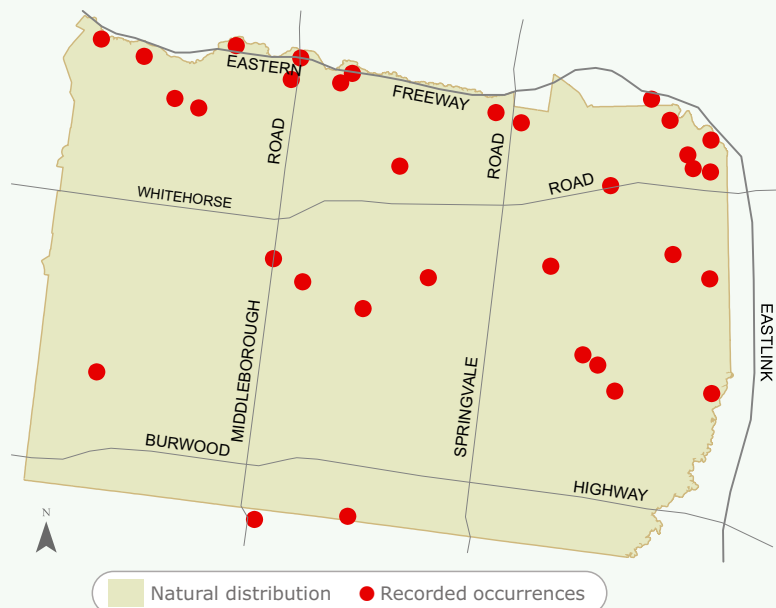 EASTERN
FREEWAY
ROAD
ROAD
ROAD
WHITEHORSE
MIDDLEBOROUGH
SPRINGVALE
EASTLINK
BURWOOD
HIGHWAY
N
Natural distribution
Recorded occurrences